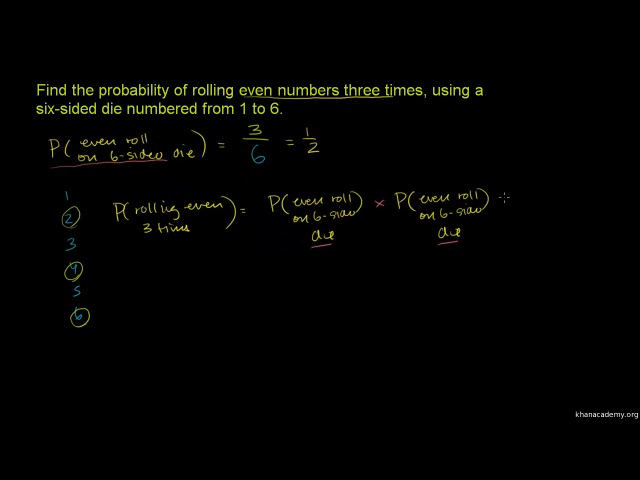 Find the probability of rolling even numbers three times, using a
six-sided die numbered from 1 to 6.
P(even roll on 6-sided die) = 3/6 = 1/2
1
2
3
4
5
6
P(rolling even 3 times) = P(even roll on 6-side die) × P(even roll on 6-side die)
khanacademy.org